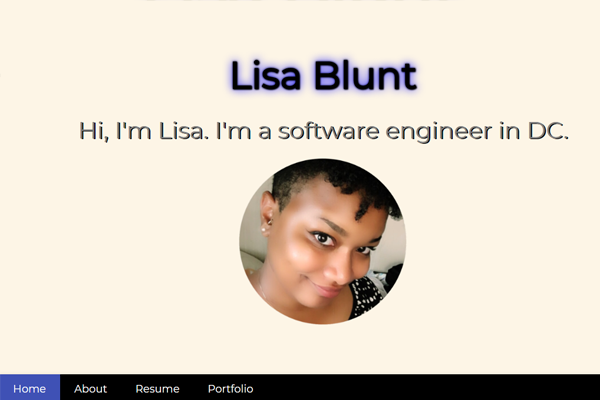 Lisa Blunt
Hi, I'm Lisa. I'm a software engineer in DC.
Home About Resume Portfolio